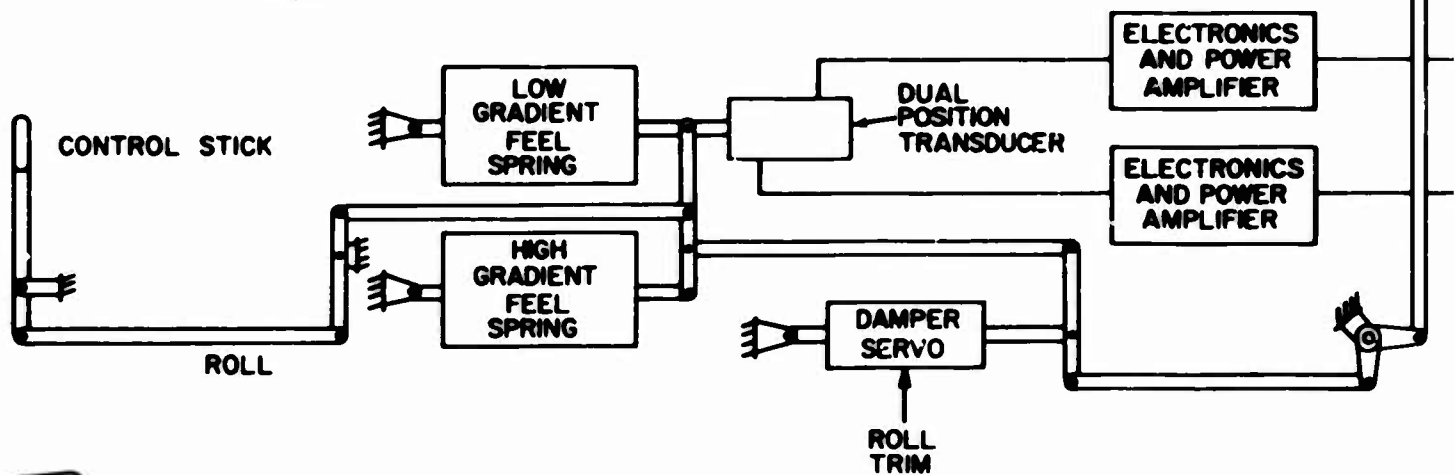 CONTROL STICK
LOW
GRADIENT
FEEL
SPRING
DUAL
POSITION
TRANSDUCER
ELECTRONICS
AND POWER
AMPLIFIER
ELECTRONICS
AND POWER
AMPLIFIER
HIGH
GRADIENT
FEEL
SPRING
ROLL
DAMPER
SERVO
ROLL
TRIM